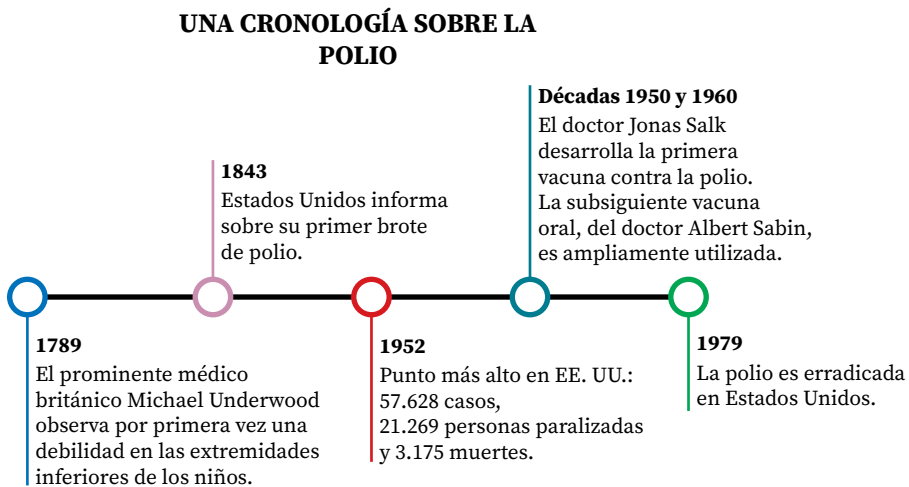 UNA CRONOLOGÍA SOBRE LA
POLIO
1789
El prominente médico
británico Michael Underwood
observa por primera vez una
debilidad en las extremidades
inferiores de los niños.
1843
Estados Unidos informa
sobre su primer brote
de polio.
1952
Punto más alto en EE. UU.:
57.628 casos,
21.269 personas paralizadas
y 3.175 muertes.
Décadas 1950 y 1960
El doctor Jonas Salk
desarrolla la primera
vacuna contra la polio.
La subsiguiente vacuna
oral, del doctor Albert Sabin,
es ampliamente utilizada.
1979
La polio es erradicada
en Estados Unidos.